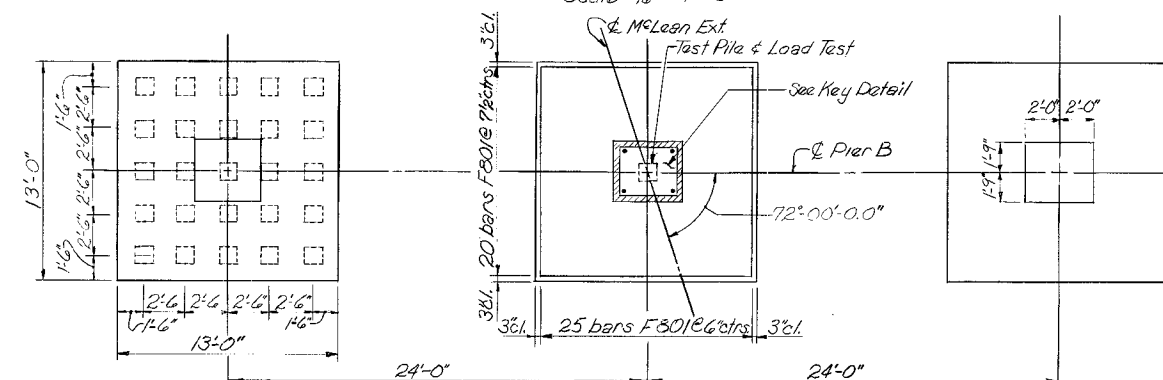 3"cl.
₵ McLean Ext.
Test Pile & Load Test
See Key Detail
1'-6"
2'-6"
2'-6"
2'-6"
2'-6"
1'-6"
13'-0"
20 bars F801@7½ctrs.
2'-0" 2'-0"
1'-9" 1'-9"
₵ Pier B
72°-00'-0.0"
3"cl.
2'-6 2'-6 2'-6" 2'-6"
1'-6" 1'-6"
13'-0"
3"cl. 25 bars F801@6"ctrs. 3"cl.
24'-0" 24'-0"